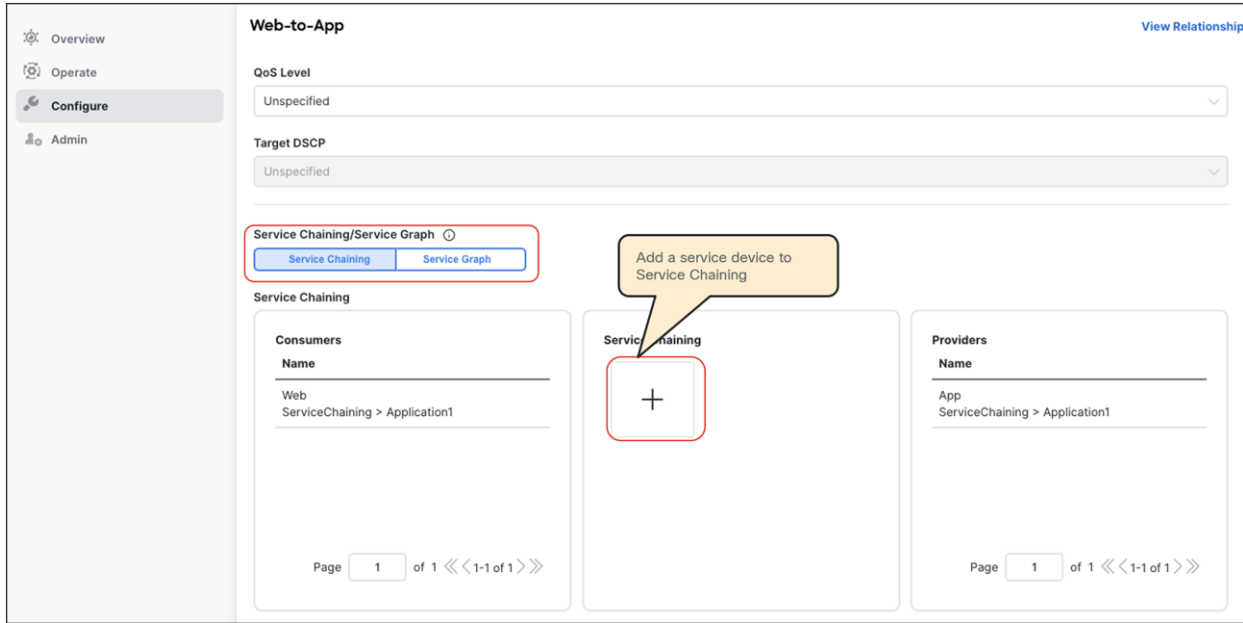 Overview
Operate
Configure
Admin
Web-to-App
View Relationship
QoS Level
Unspecified
Target DSCP
Unspecified
Service Chaining/Service Graph
Service Chaining
Service Graph
Add a service device to
Service Chaining
Service Chaining
Consumers
Name
Web
ServiceChaining > Application1
Page 1 of 1 1-1 of 1
Service Chaining
Providers
Name
App
ServiceChaining > Application1
Page 1 of 1 1-1 of 1